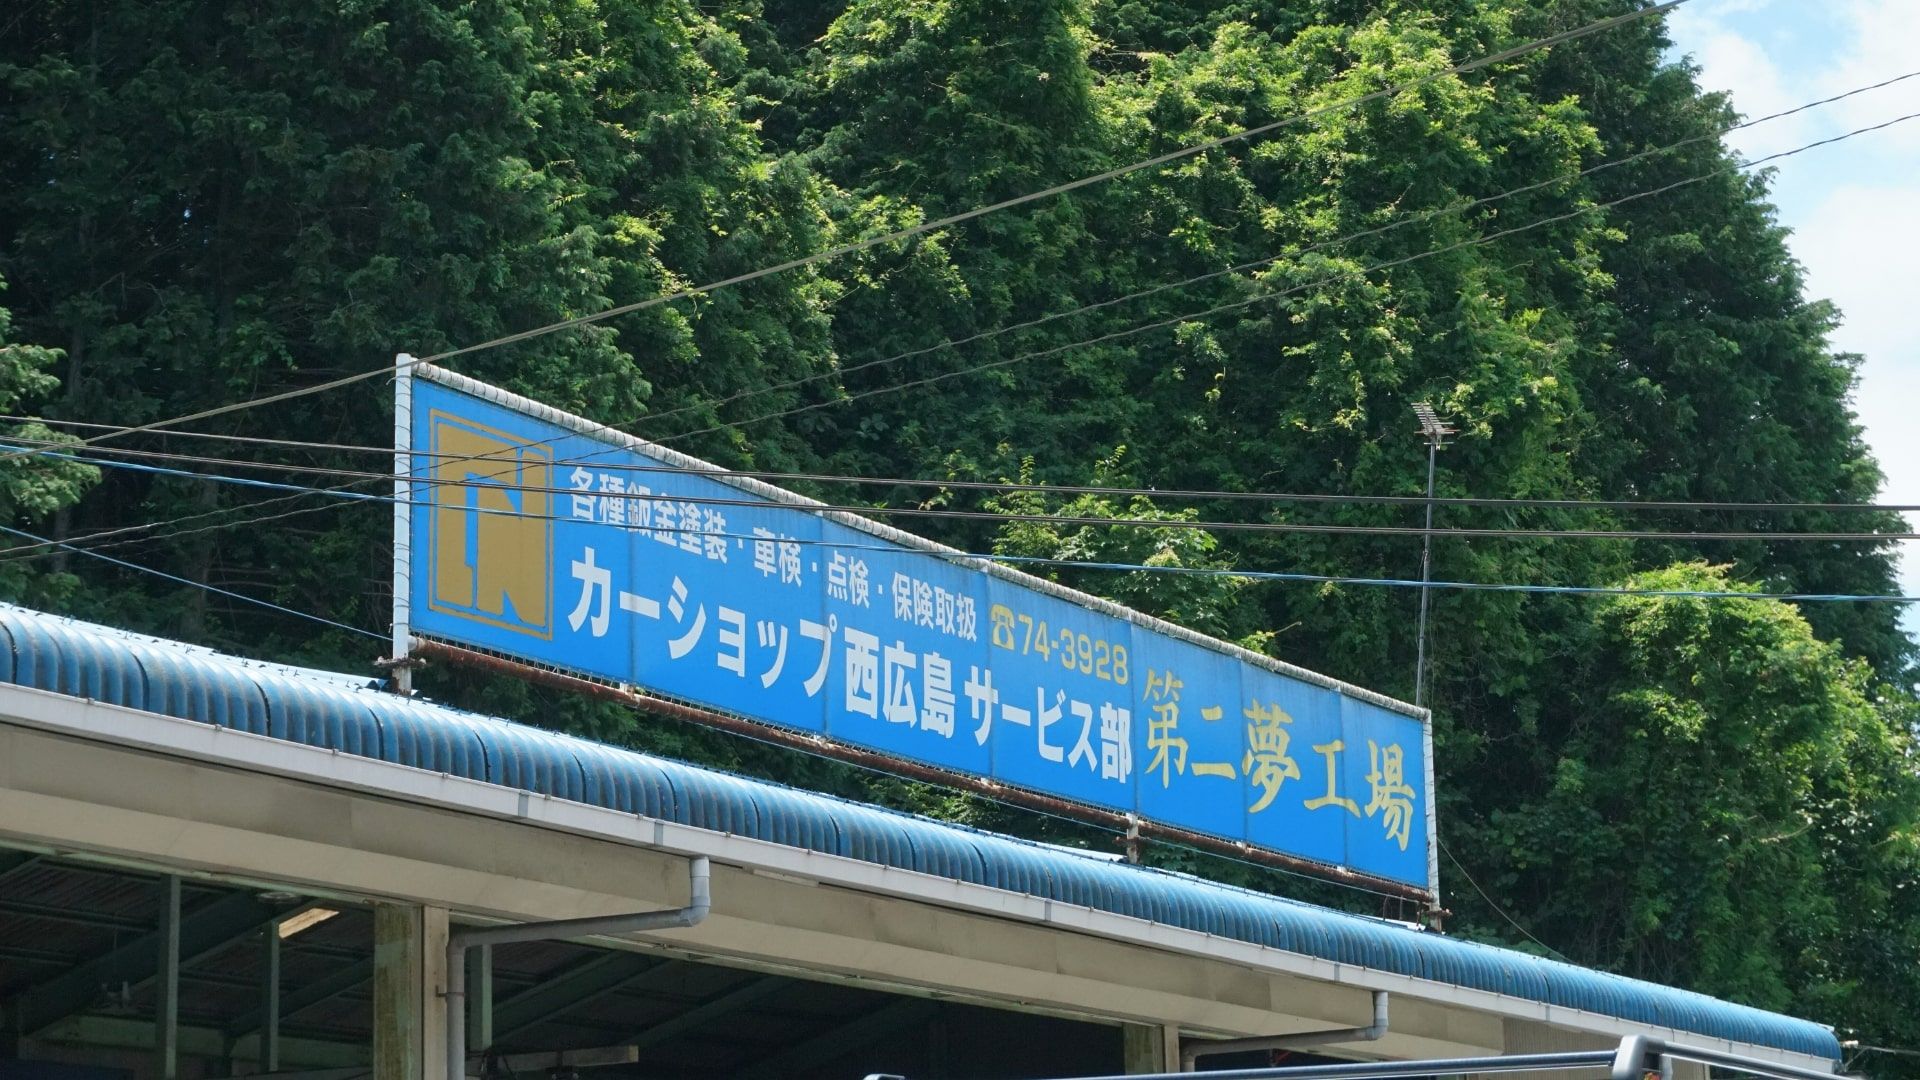 各種鈑金塗装・車検・点検・保険取扱 ☎74-3928
カーショップ西広島サービス部 第二夢工場